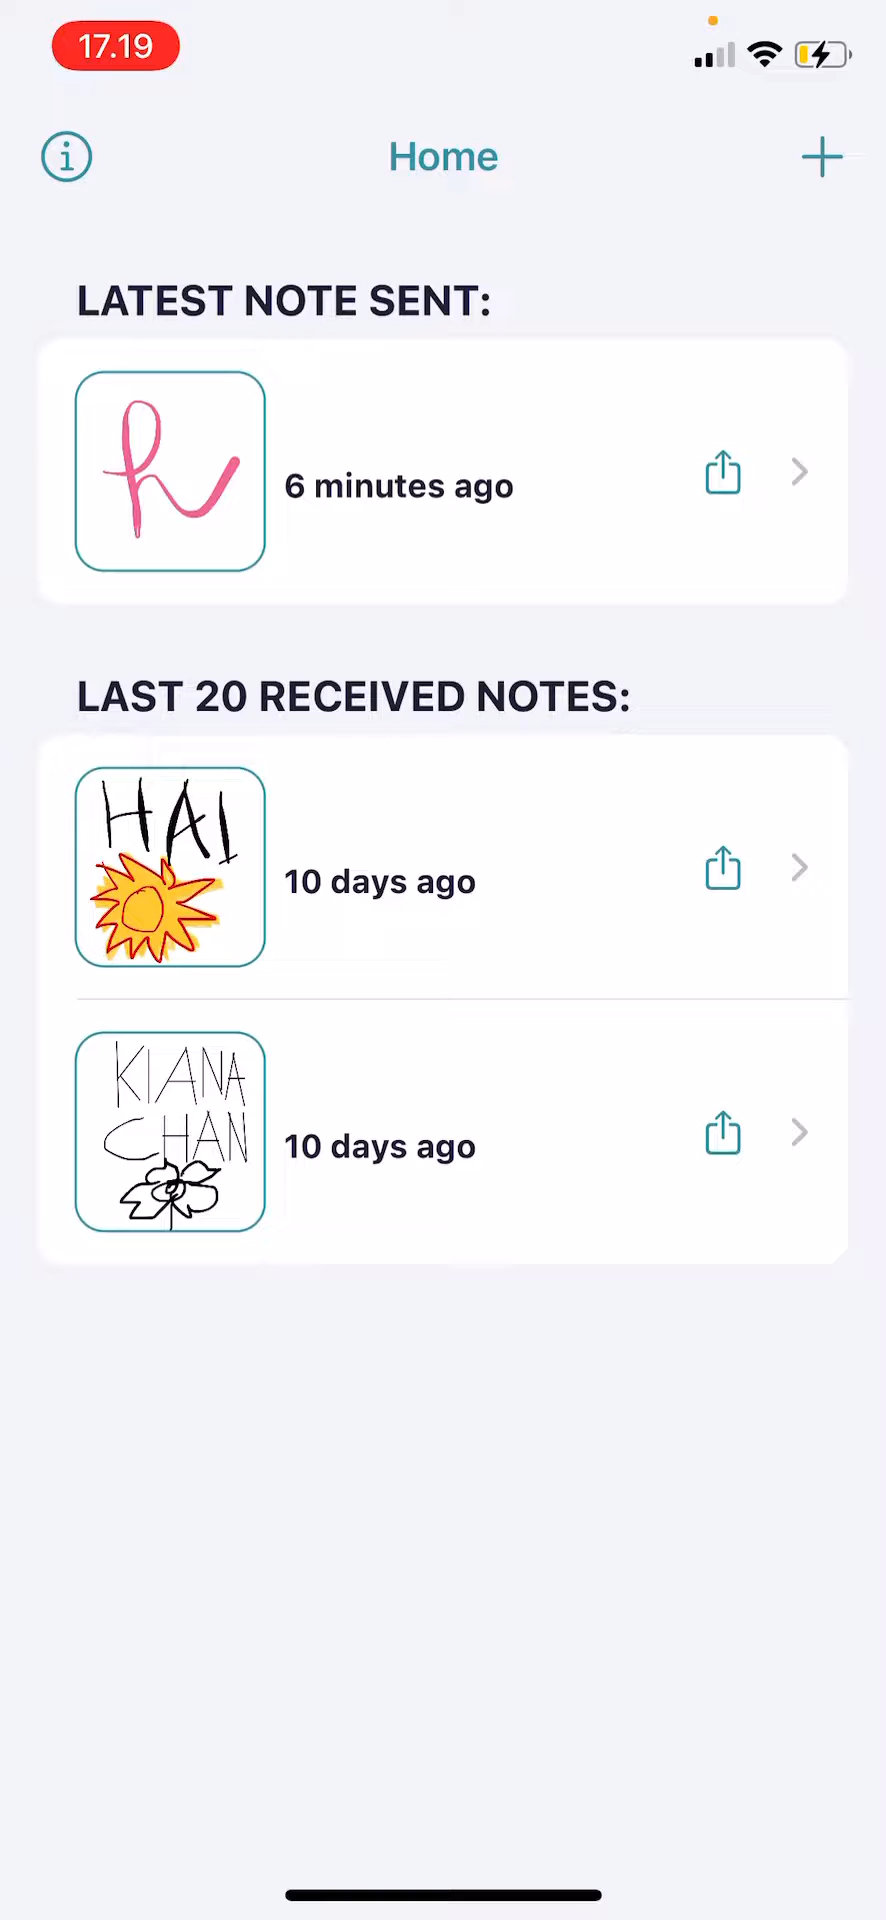 17.19
Home
LATEST NOTE SENT:
6 minutes ago
LAST 20 RECEIVED NOTES:
HAI
10 days ago
KIANA
CHAN
10 days ago